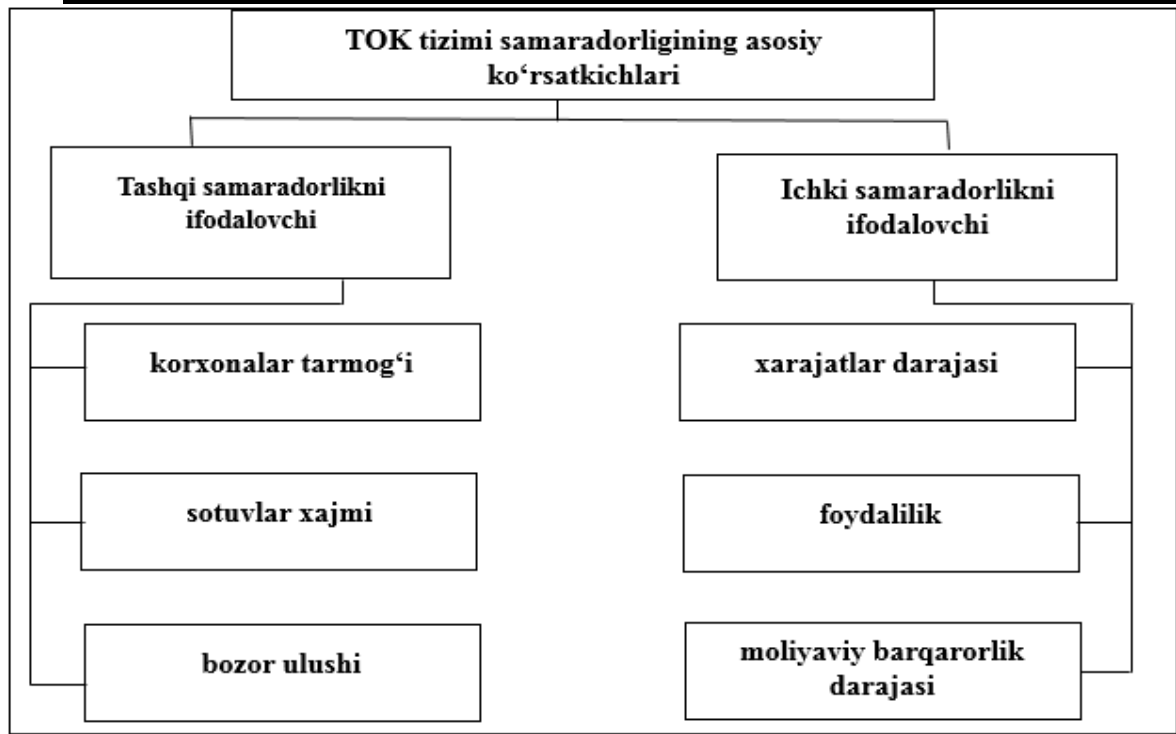 TOK tizimi samaradorligining asosiy
ko‘rsatkichlari
Tashqi samaradorlikni
ifodalovchi
Ichki samaradorlikni
ifodalovchi
korxonalar tarmog‘i
xarajatlar darajasi
sotuvlar xajmi
foydalilik
bozor ulushi
moliyaviy barqarorlik
darajasi